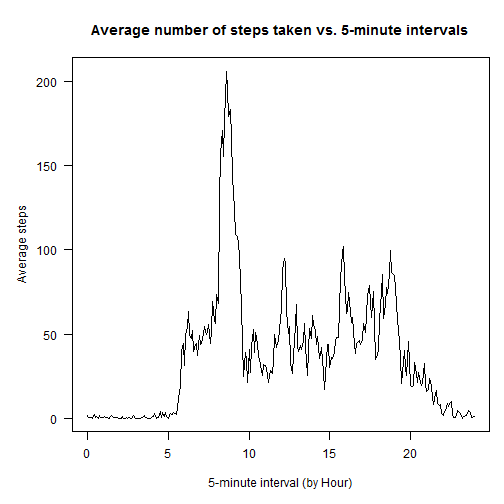 Average number of steps taken vs. 5-minute intervals
200
150
100
50
0
Average steps
0 5 10 15 20
5-minute interval (by Hour)